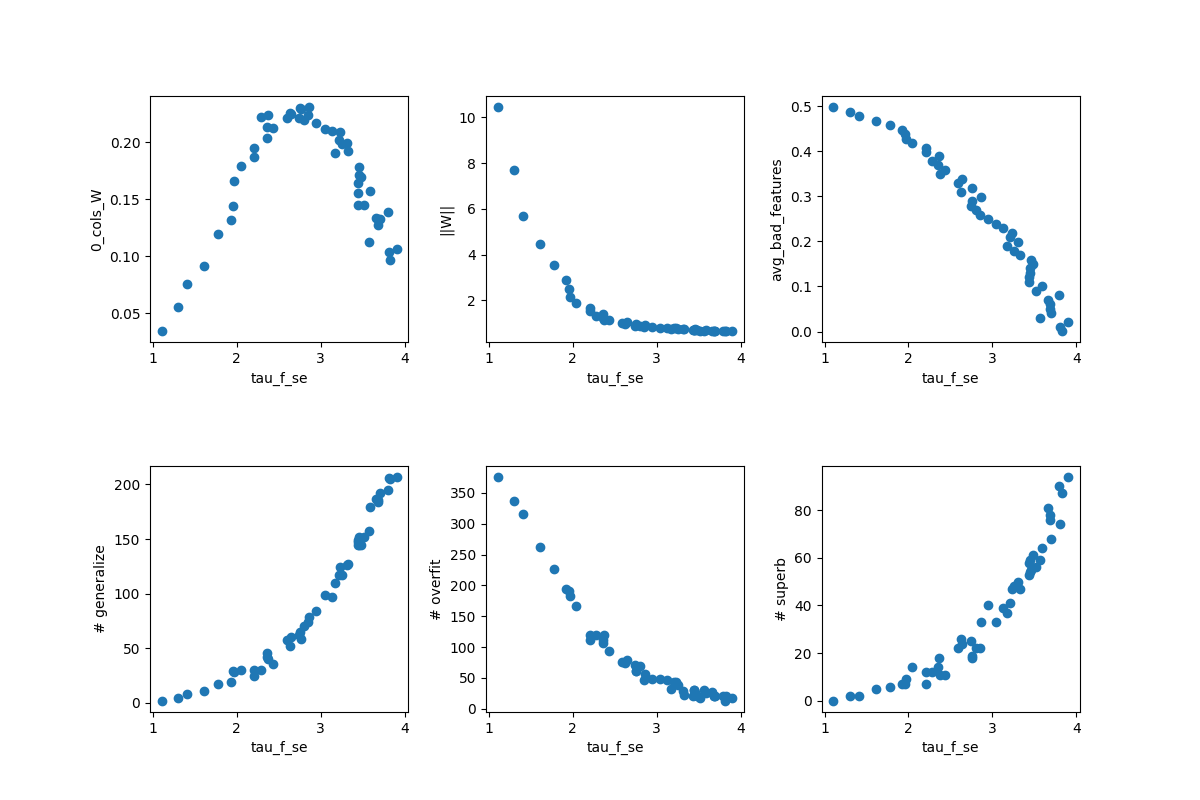 0_cols_W
0.20
0.15
0.10
0.05
1 2 3 4
tau_f_se
||W||
10
8
6
4
2
1 2 3 4
tau_f_se
avg_bad_features
0.5
0.4
0.3
0.2
0.1
0.0
1 2 3 4
tau_f_se
# generalize
200
150
100
50
0
1 2 3 4
tau_f_se
# overfit
350
300
250
200
150
100
50
0
1 2 3 4
tau_f_se
# superb
80
60
40
20
0
1 2 3 4
tau_f_se